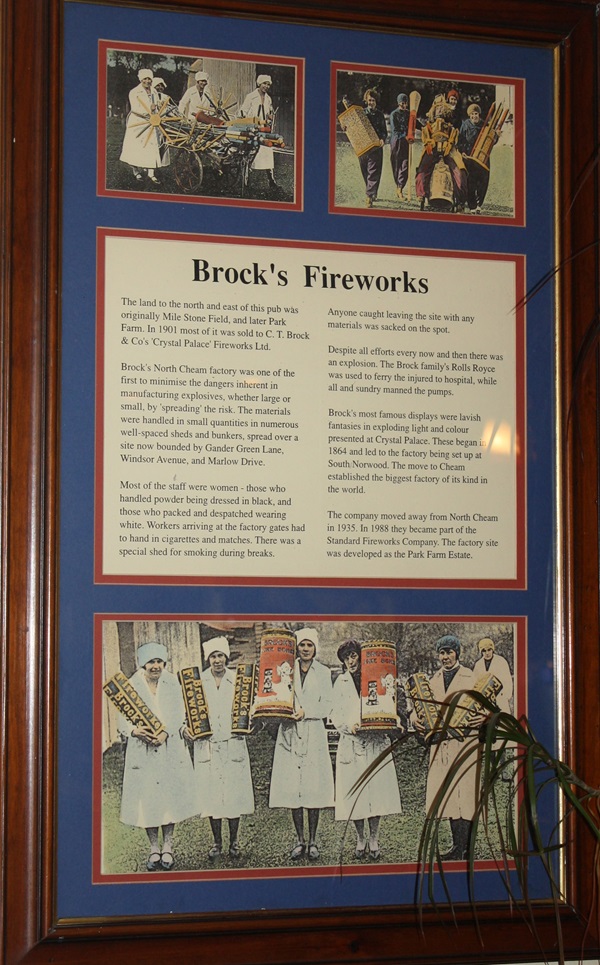 Brock's Fireworks
The land to the north and east of this pub was
originally Mile Stone Field, and later Park
Farm. In 1901 most of it was sold to C. T. Brock
& Co's 'Crystal Palace' Fireworks Ltd.
Brock's North Cheam factory was one of the
first to minimise the dangers inherent in
manufacturing explosives, whether large or
small, by 'spreading' the risk. The materials
were handled in small quantities in numerous
well-spaced sheds and bunkers, spread over a
site now bounded by Gander Green Lane,
Windsor Avenue, and Marlow Drive.
Most of the staff were women - those who
handled powder being dressed in black, and
those who packed and despatched wearing
white. Workers arriving at the factory gates had
to hand in cigarettes and matches. There was a
special shed for smoking during breaks.
Anyone caught leaving the site with any
materials was sacked on the spot.
Despite all efforts every now and then there was
an explosion. The Brock family's Rolls Royce
was used to ferry the injured to hospital, while
all and sundry manned the pumps.
Brock's most famous displays were lavish
fantasies in exploding light and colour
presented at Crystal Palace. These began in
1864 and led to the factory being set up at
South Norwood. The move to Cheam
established the biggest factory of its kind in
the world.
The company moved away from North Cheam
in 1935. In 1988 they became part of the
Standard Fireworks Company. The factory site
was developed as the Park Farm Estate.
Fireworks
Brock's
Brock's
Fireworks